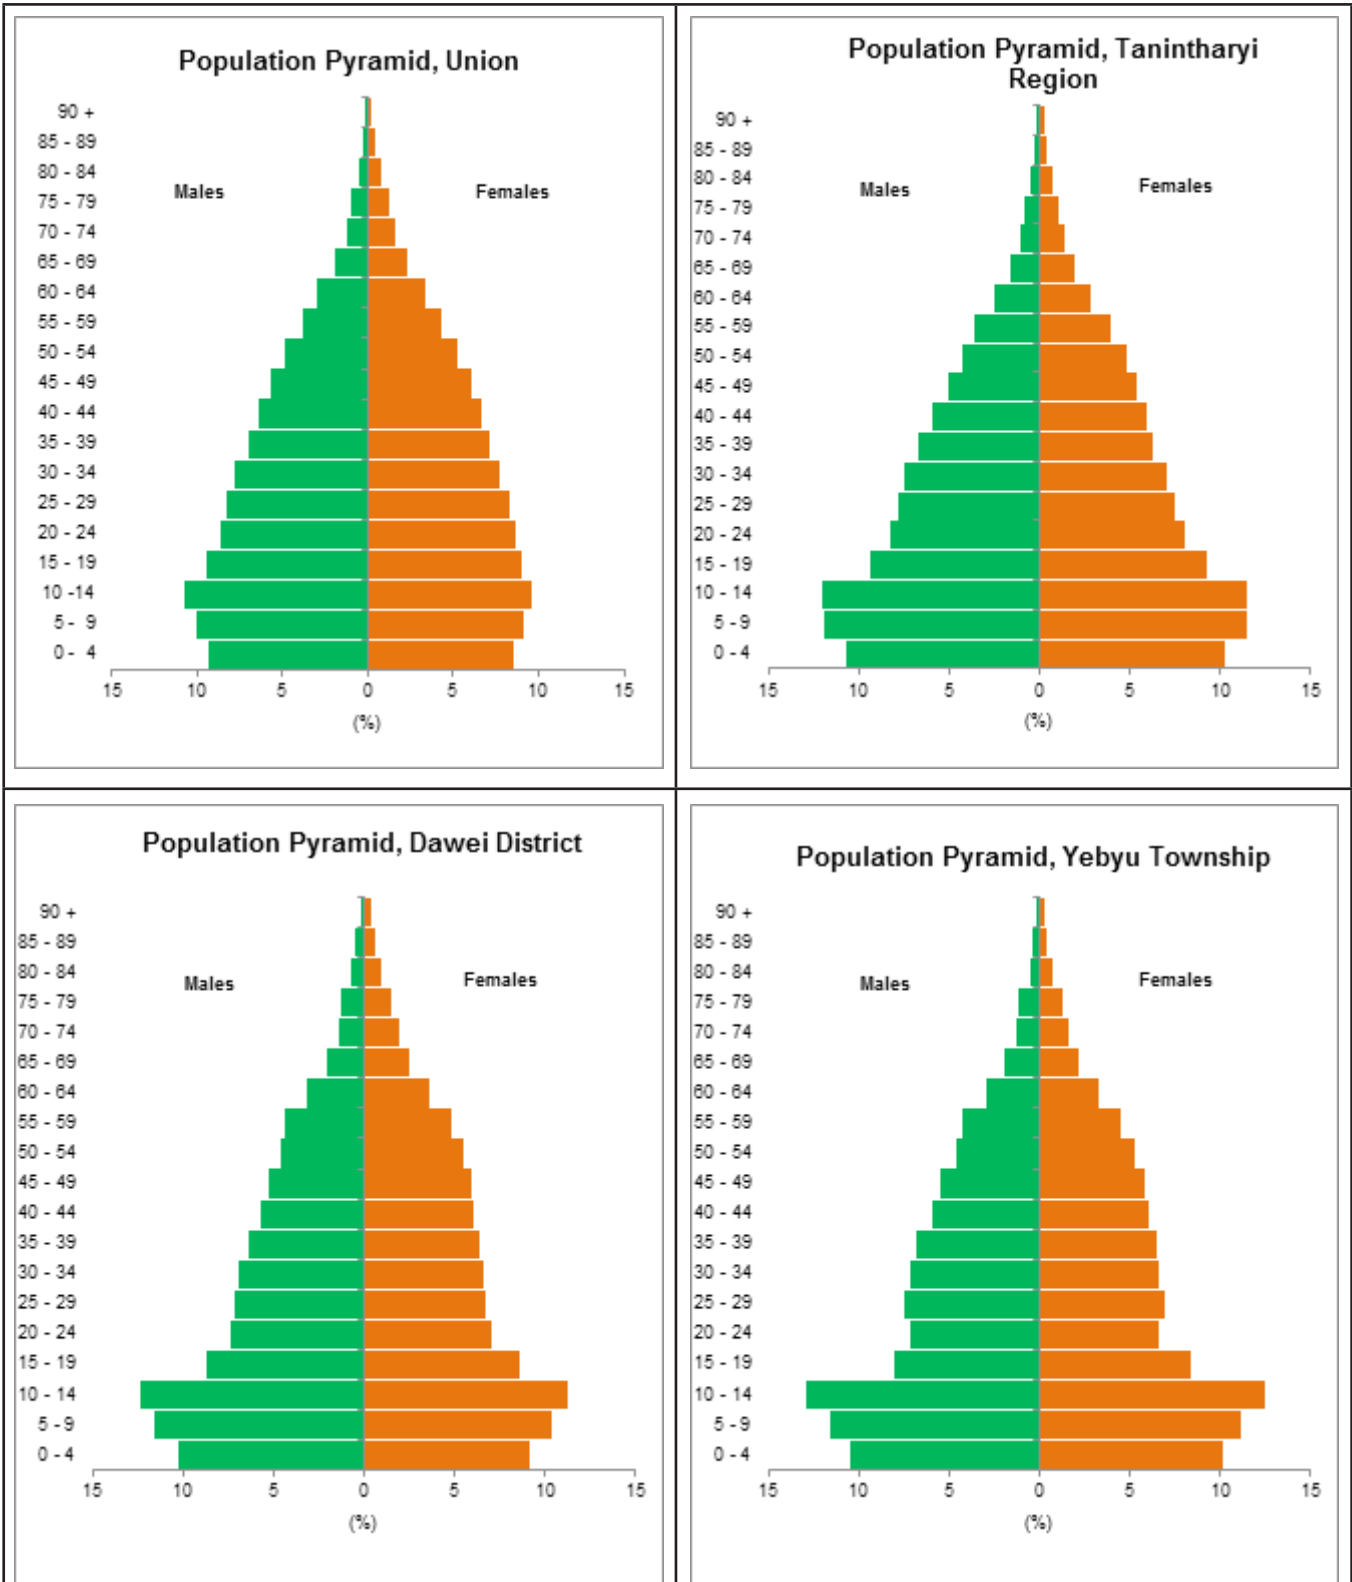 Population Pyramid, Union
90 +
85 - 89
80 - 84
75 - 79
70 - 74
65 - 69
60 - 64
55 - 59
50 - 54
45 - 49
40 - 44
35 - 39
30 - 34
25 - 29
20 - 24
15 - 19
10 -14
5 - 9
0 - 4
Males
Females
15 10 5 0 5 10 15
(%)
Population Pyramid, Tanintharyi
Region
90 +
85 - 89
80 - 84
75 - 79
70 - 74
65 - 69
60 - 64
55 - 59
50 - 54
45 - 49
40 - 44
35 - 39
30 - 34
25 - 29
20 - 24
15 - 19
10 - 14
5 - 9
0 - 4
Males
Females
15 10 5 0 5 10 15
(%)
Population Pyramid, Dawei District
90 +
85 - 89
80 - 84
75 - 79
70 - 74
65 - 69
60 - 64
55 - 59
50 - 54
45 - 49
40 - 44
35 - 39
30 - 34
25 - 29
20 - 24
15 - 19
10 - 14
5 - 9
0 - 4
Males
Females
15 10 5 0 5 10 15
(%)
Population Pyramid, Yebyu Township
90 +
85 - 89
80 - 84
75 - 79
70 - 74
65 - 69
60 - 64
55 - 59
50 - 54
45 - 49
40 - 44
35 - 39
30 - 34
25 - 29
20 - 24
15 - 19
10 - 14
5 - 9
0 - 4
Males
Females
15 10 5 0 5 10 15
(%)